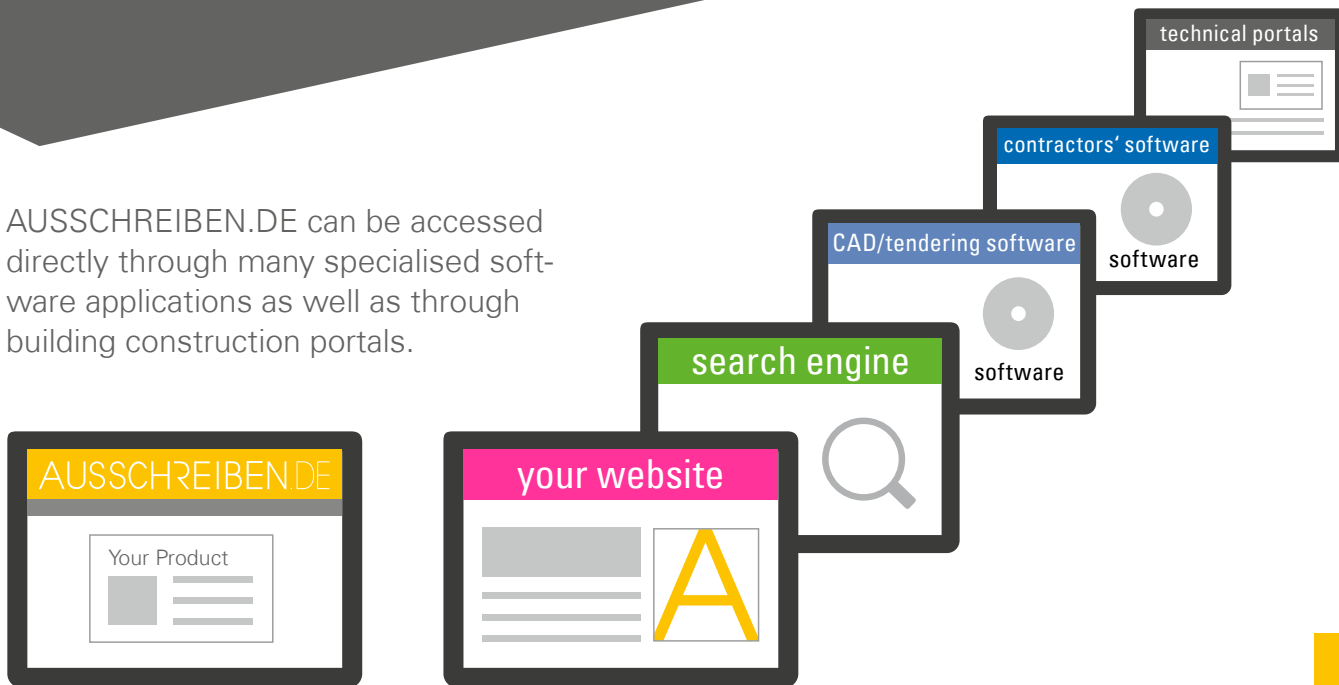 technical portals
contractors‘ software
software
AUSSCHREIBEN.DE can be accessed
directly through many specialised soft-
ware applications as well as through
building construction portals.
CAD/tendering software
software
search engine
AUSSCHREIBEN.DE
Your Product
your website
A